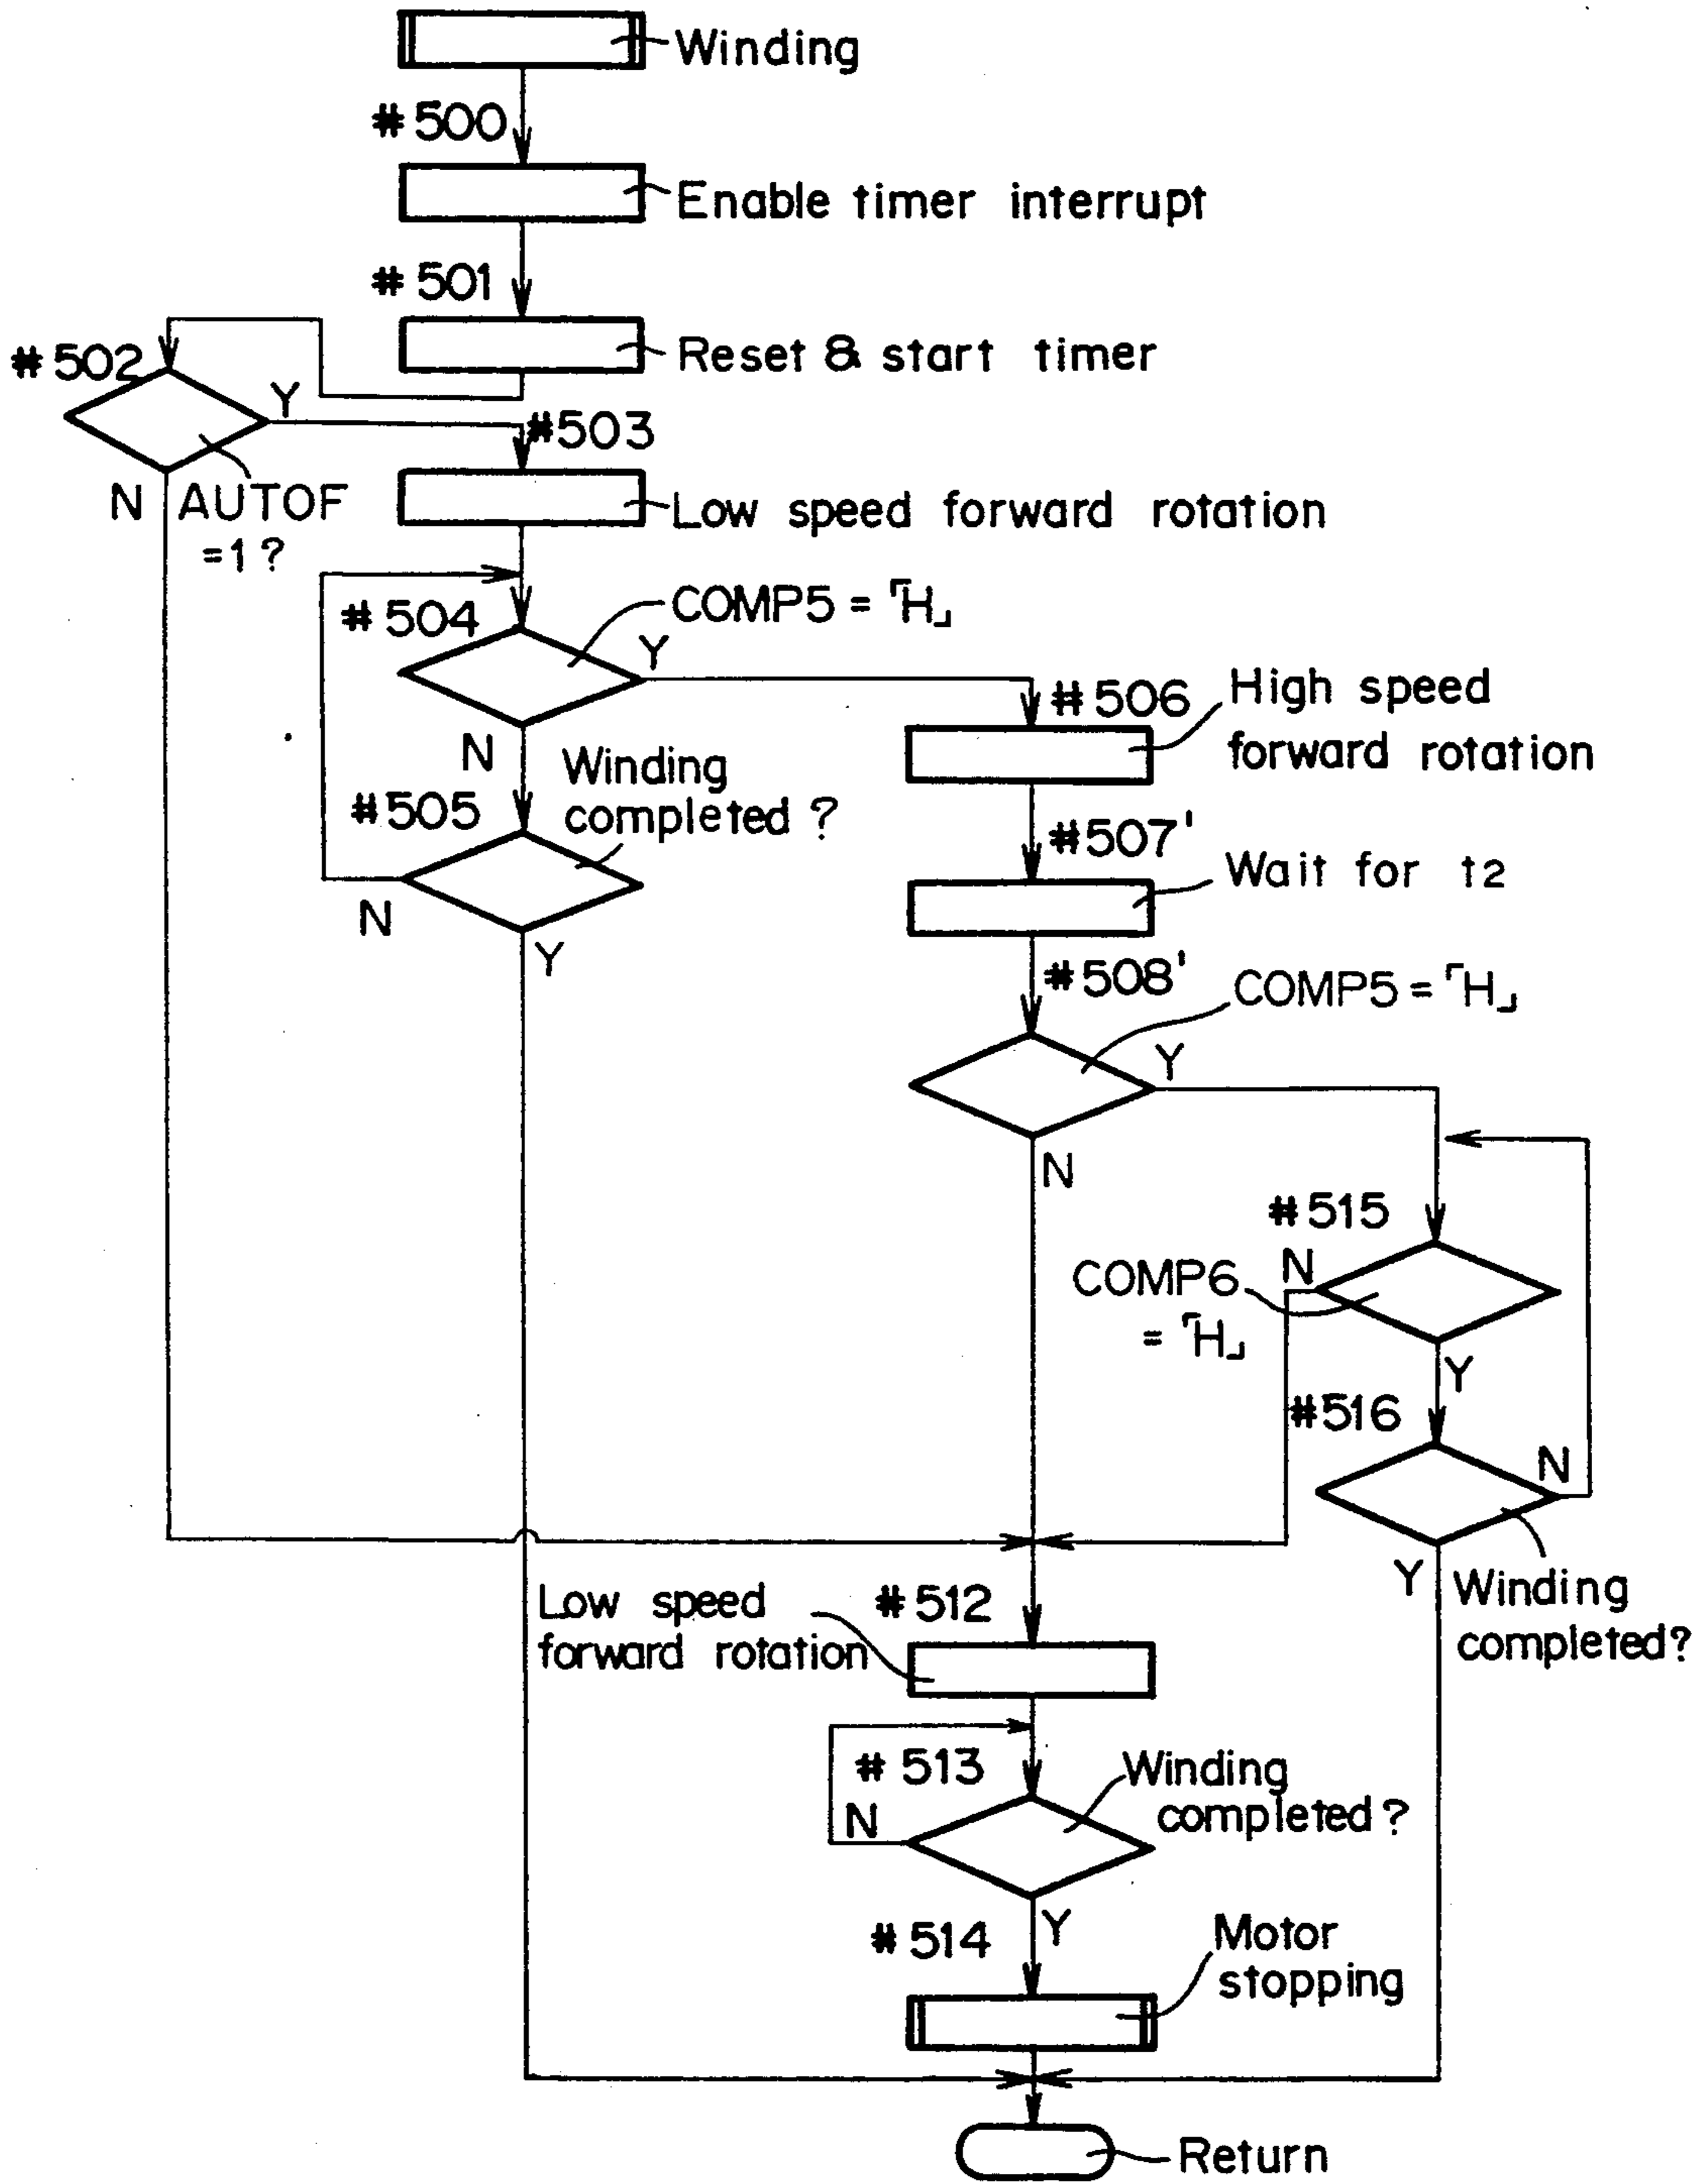 Winding
#500
Enable timer interrupt
#501
Reset & start timer
#502
Y
#503
N
AUTOF
=1?
Low speed forward rotation
#504
COMP5 = ｢H｣
Y
N
#505
Winding
completed?
N
Y
#506
High speed
forward rotation
#507'
Wait for t2
#508'
COMP5 = ｢H｣
Y
N
#515
N
COMP6
= ｢H｣
Y
#516
N
Y
Winding
completed?
Low speed
forward rotation
#512
#513
Winding
completed?
N
Y
#514
Motor
stopping
Return